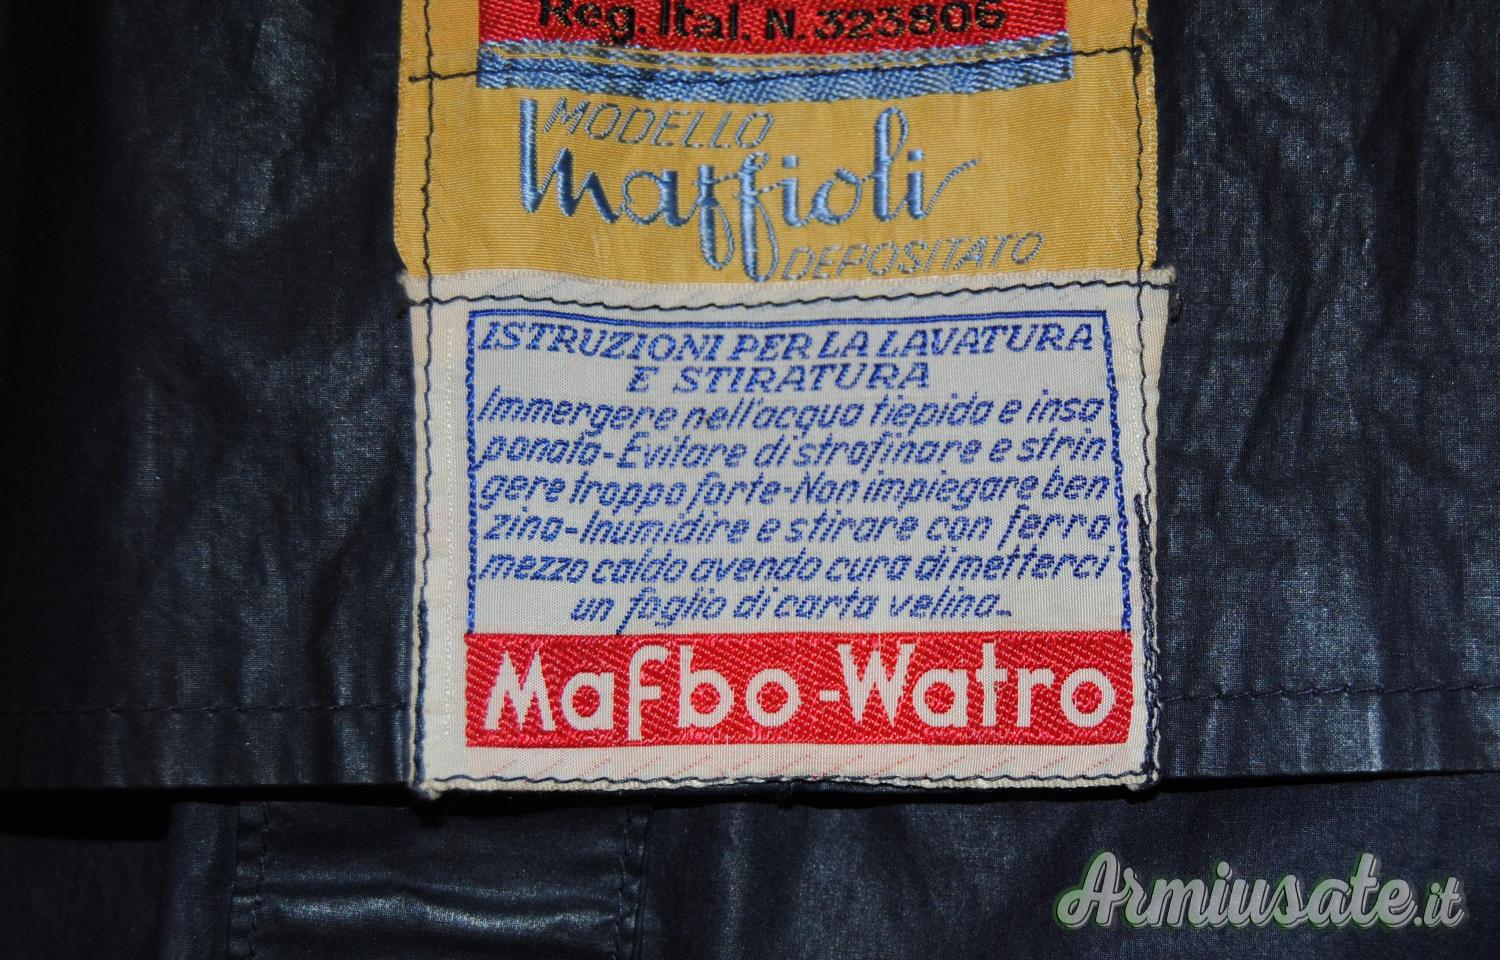 Reg. Ital. N. 323806
MODELLO
Maffioli
DEPOSITATO
ISTRUZIONI PER LA LAVATURA
E STIRATURA
Immergere nell'acqua tiepida e insa
ponata-Evitare di strofinare e strin
gere troppo forte-Non impiegare ben
zina-Inumidire e stirare con ferro
mezzo caldo avendo cura di metterci
un foglio di carta velina-
Mafbo-Watro
Armiusate.it